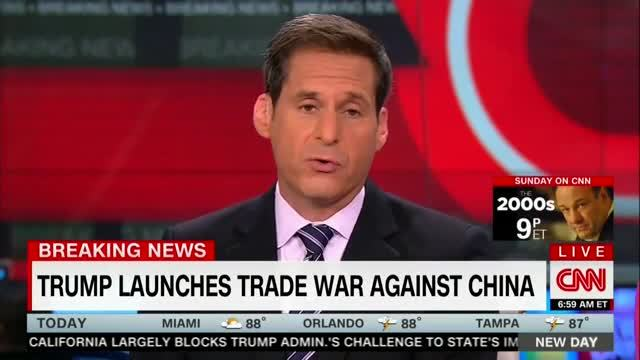 BREAKING NEWS
SUNDAY ON CNN
THE
2000s
9P
ET
BREAKING NEWS
LIVE
TRUMP LAUNCHES TRADE WAR AGAINST CHINA
CNN
6:59 AM ET
TODAY MIAMI 88° ORLANDO 88° TAMPA 87°
CALIFORNIA LARGELY BLOCKS TRUMP ADMIN.'S CHALLENGE TO STATE'S IM
NEW DAY